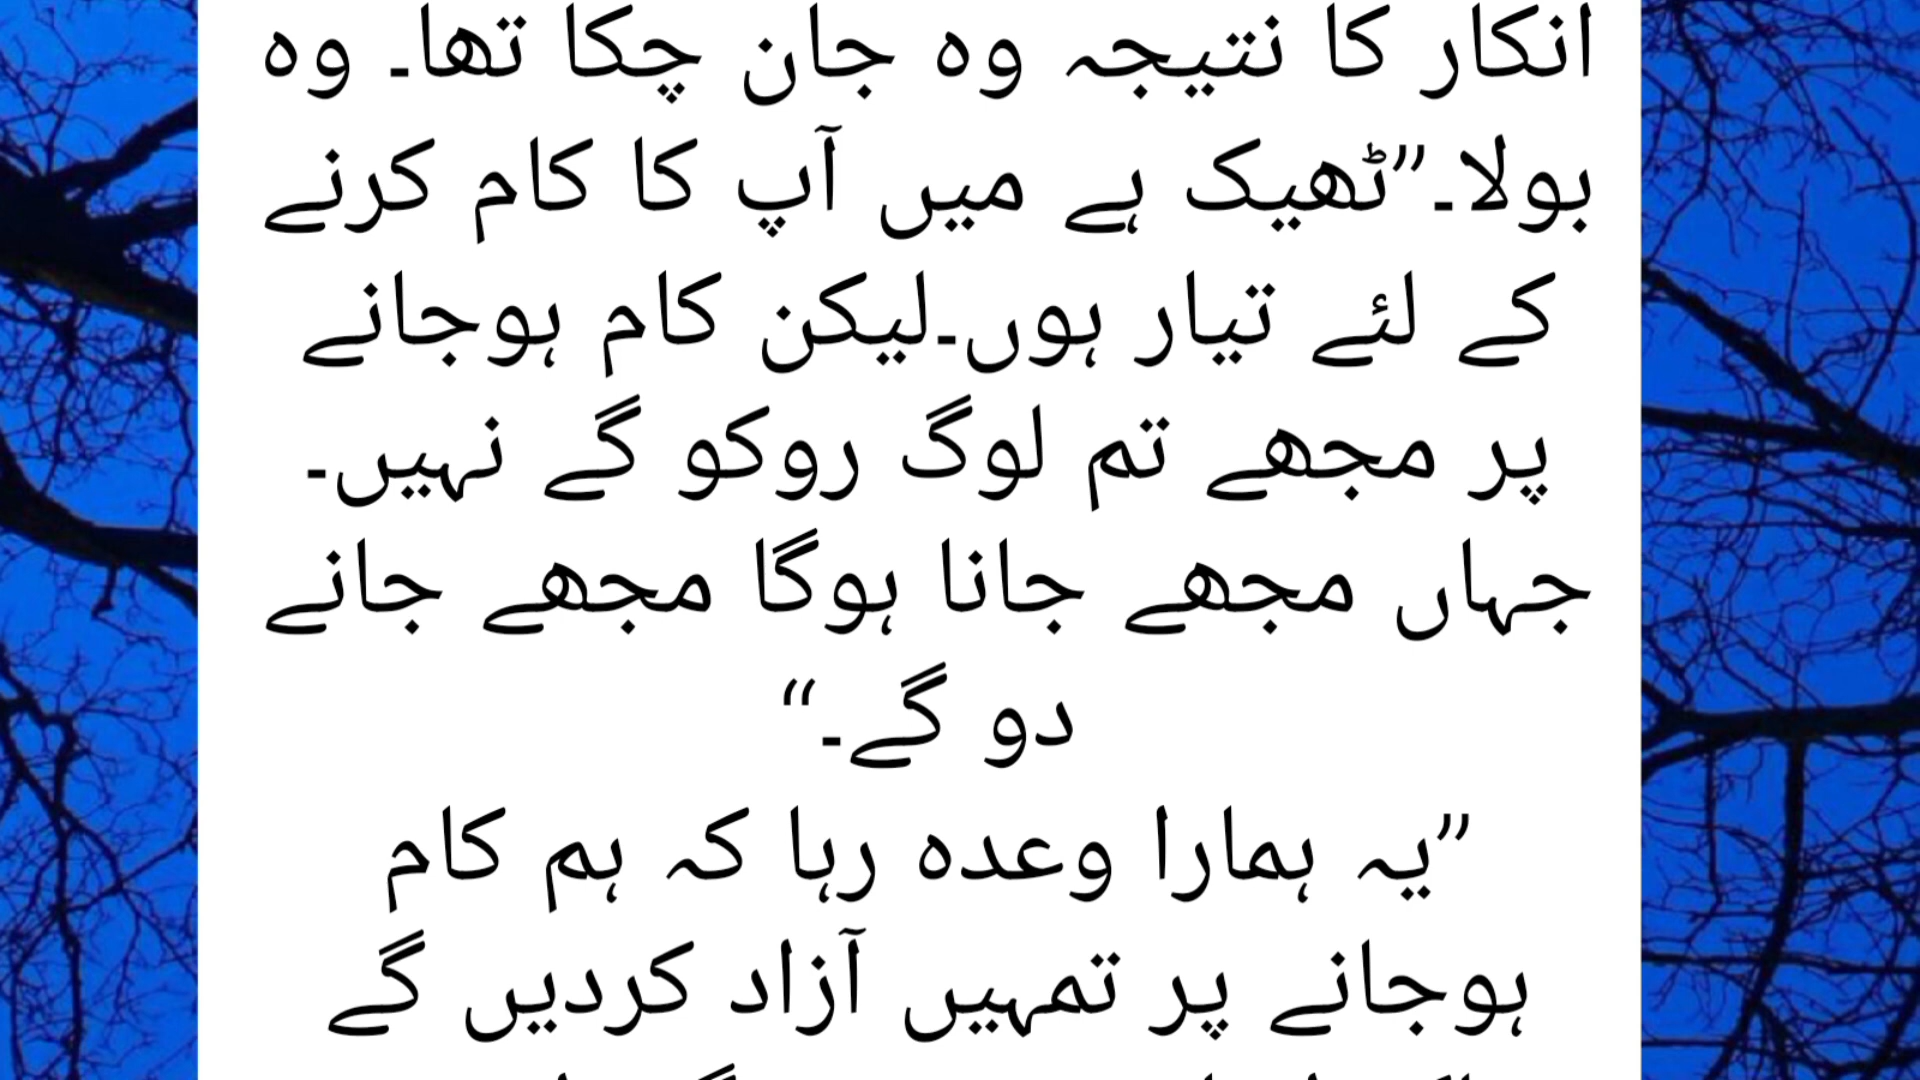 انکار کا نتیجہ وہ جان چکا تھا۔ وہ
بولا۔”ٹھیک ہے میں آپ کا کام کرنے
کے لئے تیار ہوں۔لیکن کام ہوجانے
پر مجھے تم لوگ روکو گے نہیں۔
جہاں مجھے جانا ہوگا مجھے جانے
دو گے۔“
”یہ ہمارا وعدہ رہا کہ ہم کام
ہوجانے پر تمہیں آزاد کردیں گے